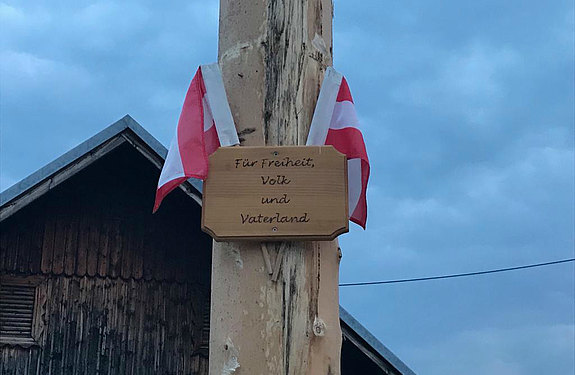 Für Freiheit,
Volk
und
Vaterland